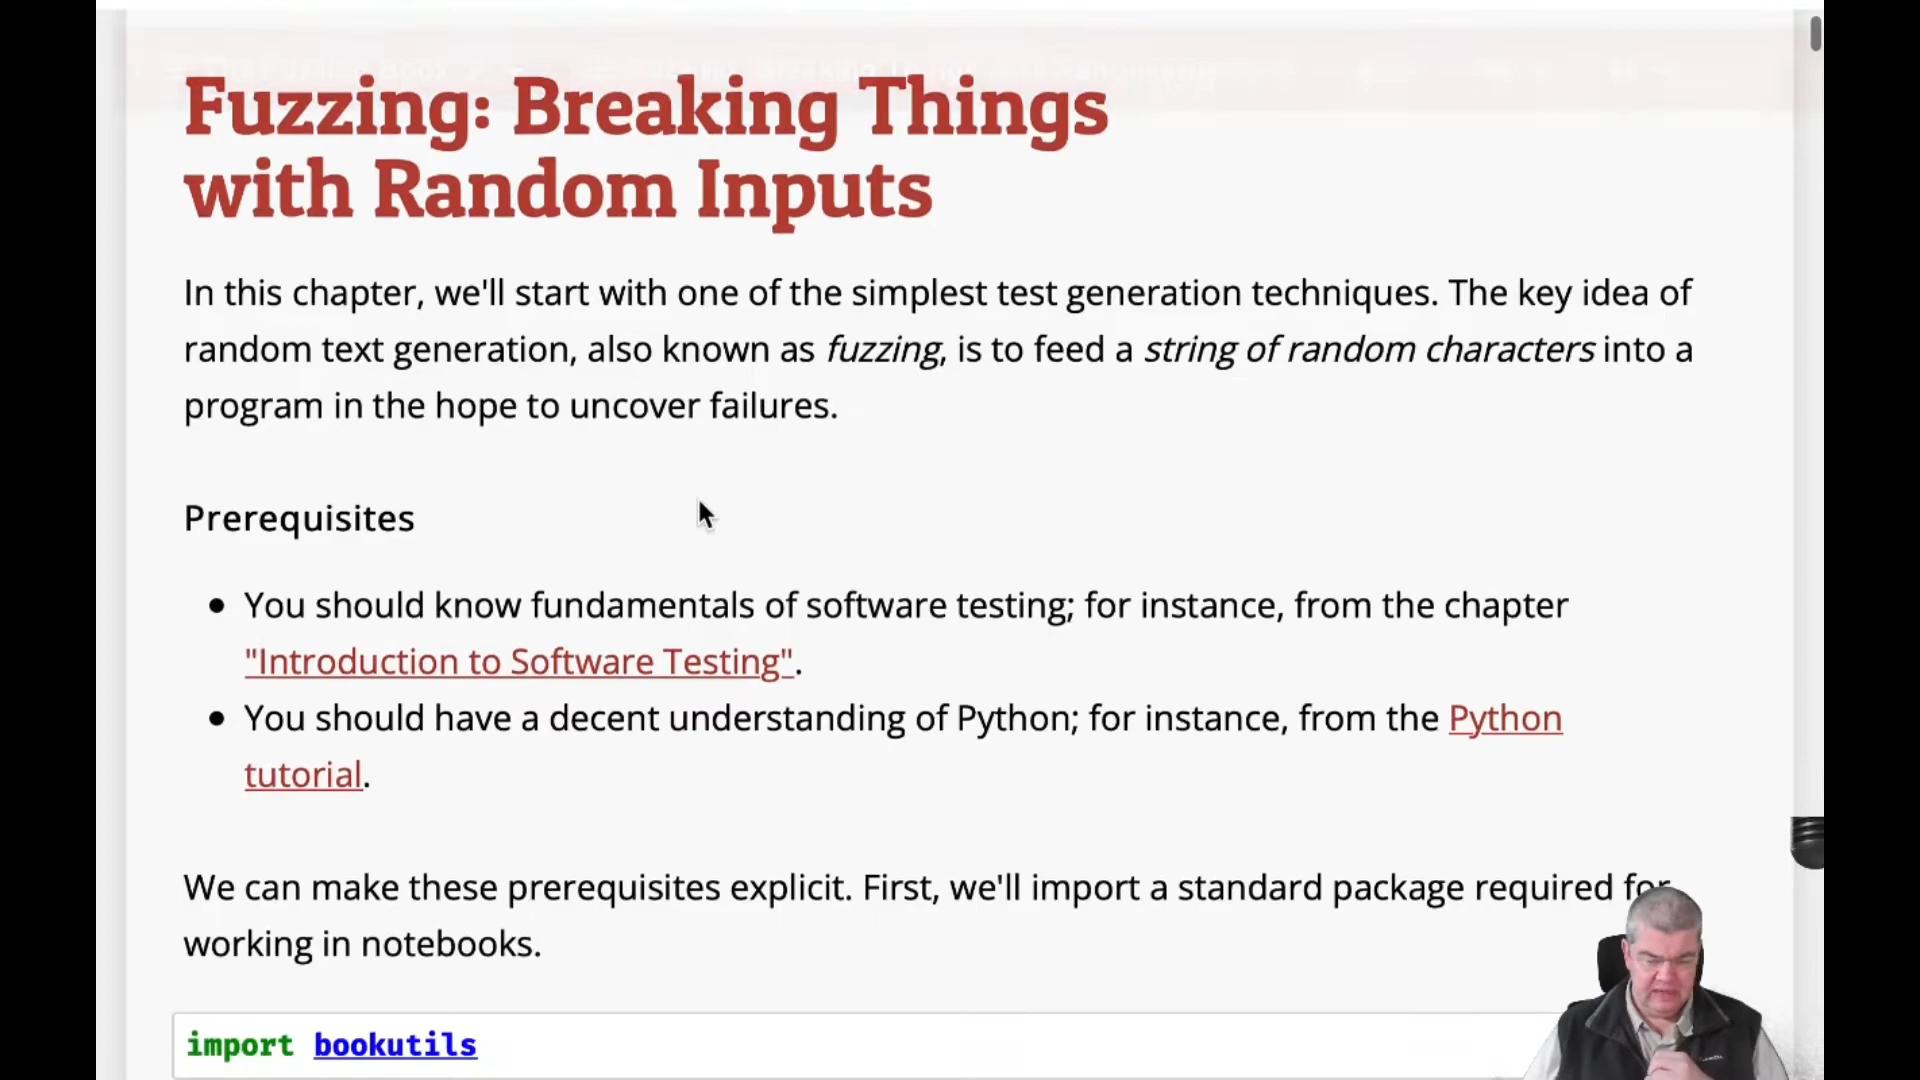 Fuzzing: Breaking Things
with Random Inputs
In this chapter, we'll start with one of the simplest test generation techniques. The key idea of
random text generation, also known as fuzzing, is to feed a string of random characters into a
program in the hope to uncover failures.
Prerequisites
● You should know fundamentals of software testing; for instance, from the chapter
"Introduction to Software Testing".
● You should have a decent understanding of Python; for instance, from the Python
tutorial.
We can make these prerequisites explicit. First, we'll import a standard package required for
working in notebooks.
import bookutils